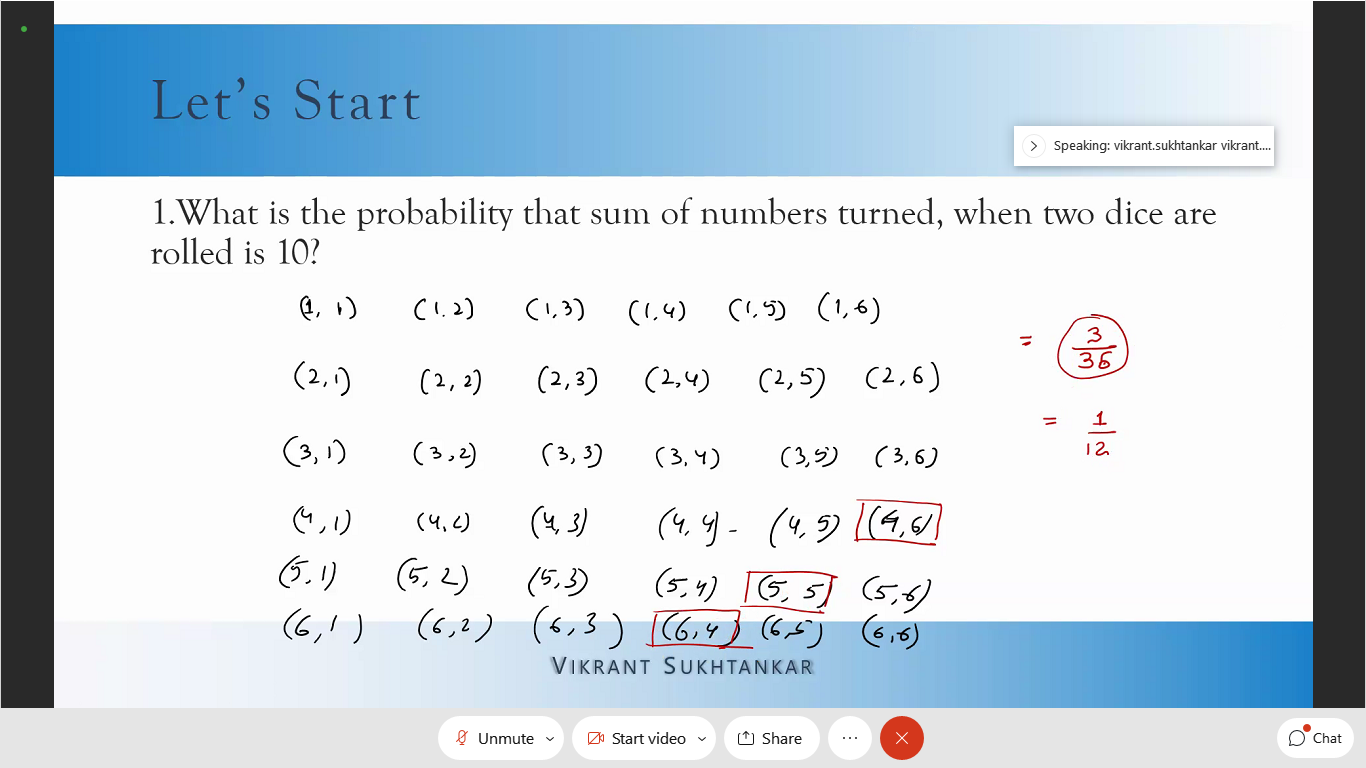 Let's Start
Speaking: vikrant.sukhtankar vikrant....
1.What is the probability that sum of numbers turned, when two dice are
rolled is 10?
(1, 1) (1.2) (1,3) (1,4) (1,5) (1,6)
= 3/36
(2,1) (2,2) (2,3) (2,4) (2,5) (2,6)
= 1/12
(3,1) (3,2) (3,3) (3,4) (3,5) (3,6)
(4,1) (4,2) (4,3) (4,4) - (4,5) (4,6)
(5,1) (5,2) (5,3) (5,4) (5,5) (5,6)
(6,1) (6,2) (6,3) (6,4) (6,5) (6,6)
VIKRANT SUKHTANKAR
Unmute Start video Share ... Chat